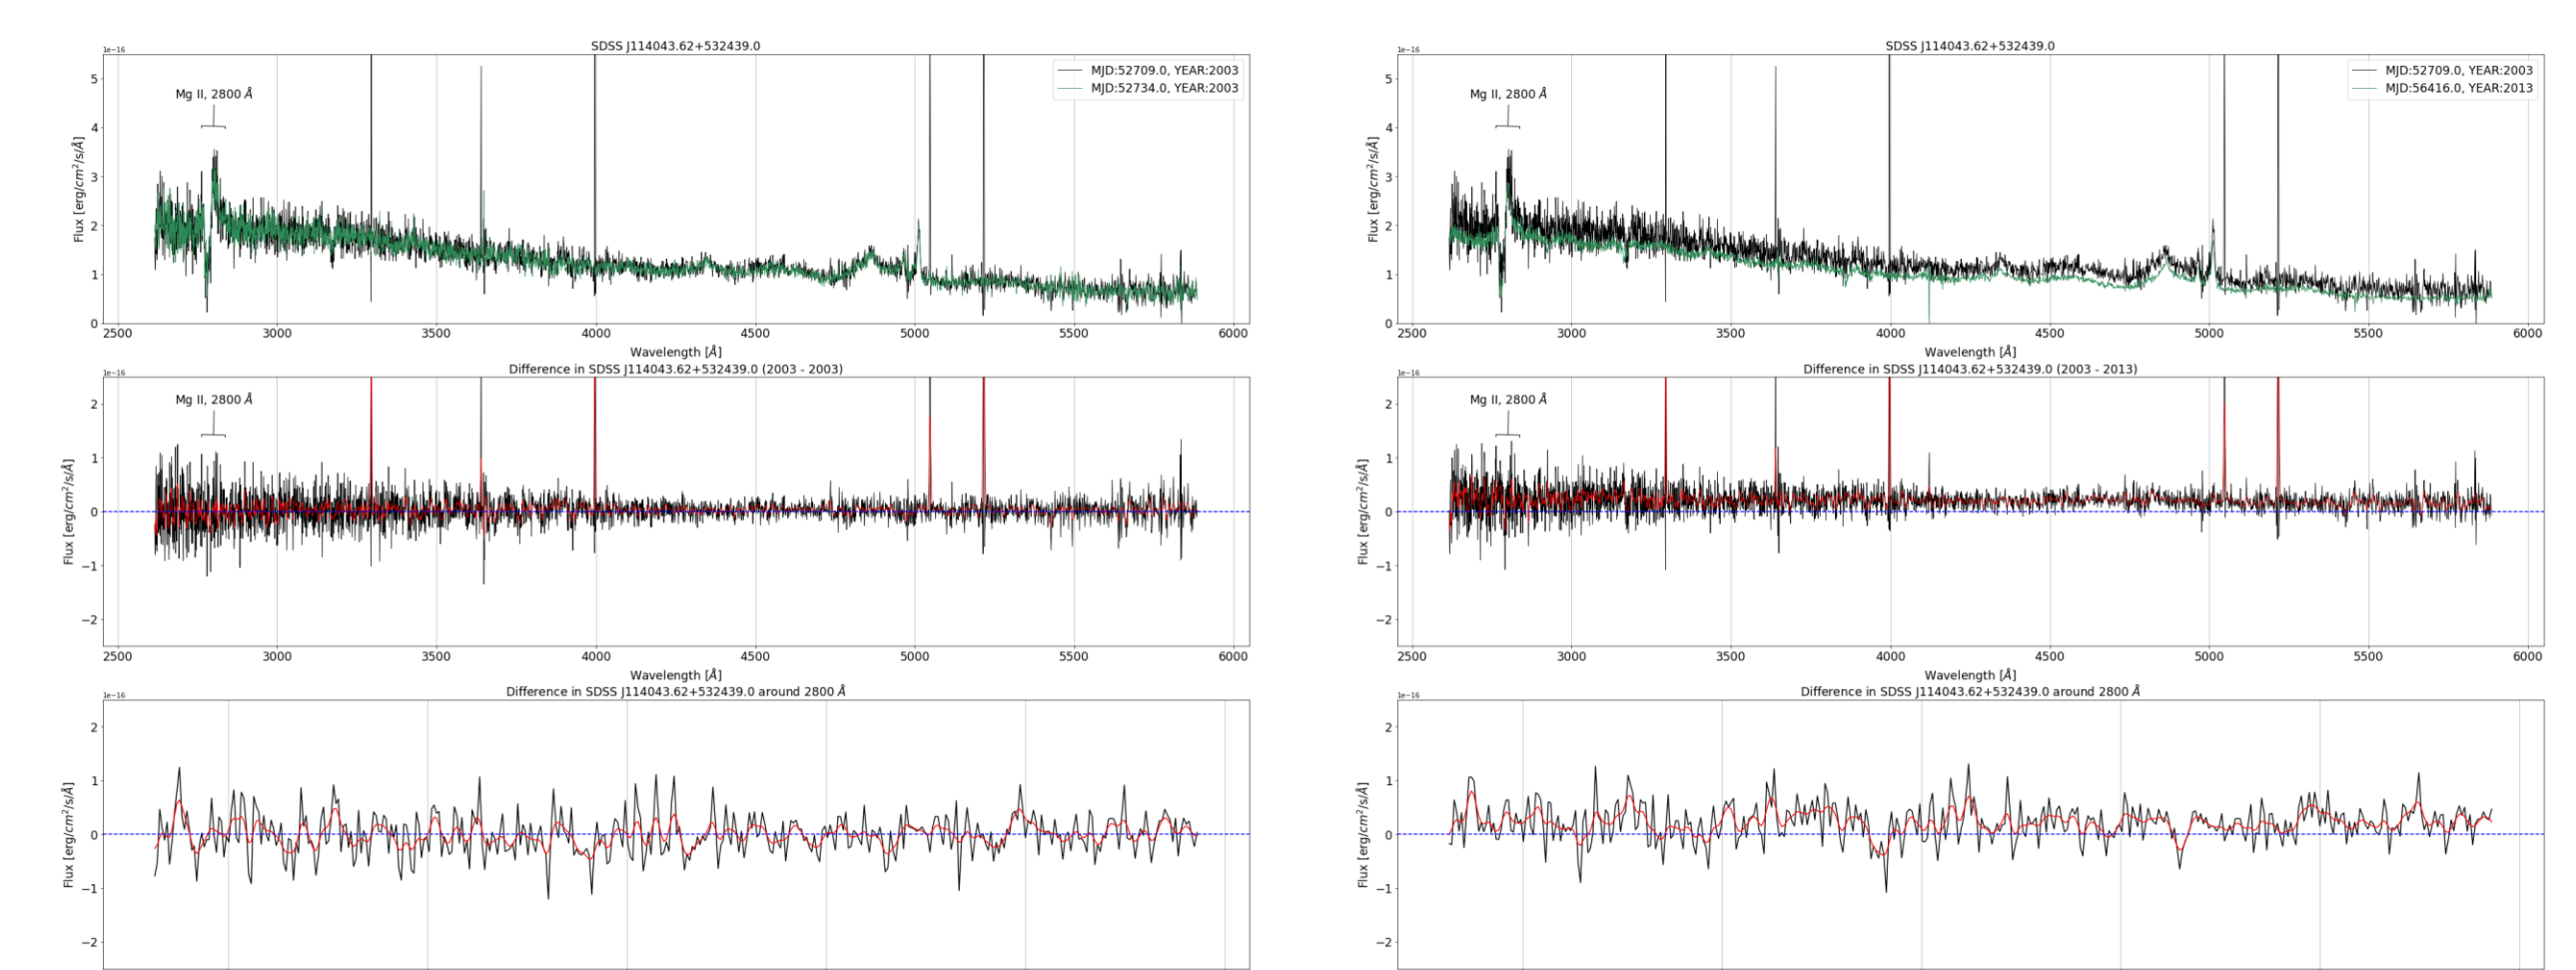 SDSS J114043.62+532439.0
1e−16
Mg II, 2800 Å
MJD:52709.0, YEAR:2003
MJD:52734.0, YEAR:2003
Flux [erg/cm²/s/Å]
5
4
3
2
1
0
2500 3000 3500 4000 4500 5000 5500 6000
Wavelength [Å]
Difference in SDSS J114043.62+532439.0 (2003 - 2003)
1e−16
Mg II, 2800 Å
Flux [erg/cm²/s/Å]
2
1
0
−1
−2
2500 3000 3500 4000 4500 5000 5500 6000
Wavelength [Å]
Difference in SDSS J114043.62+532439.0 around 2800 Å
1e−16
Flux [erg/cm²/s/Å]
2
1
0
−1
−2
SDSS J114043.62+532439.0
1e−16
Mg II, 2800 Å
MJD:52709.0, YEAR:2003
MJD:56416.0, YEAR:2013
Flux [erg/cm²/s/Å]
5
4
3
2
1
0
2500 3000 3500 4000 4500 5000 5500 6000
Wavelength [Å]
Difference in SDSS J114043.62+532439.0 (2003 - 2013)
1e−16
Mg II, 2800 Å
Flux [erg/cm²/s/Å]
2
1
0
−1
−2
2500 3000 3500 4000 4500 5000 5500 6000
Wavelength [Å]
Difference in SDSS J114043.62+532439.0 around 2800 Å
1e−16
Flux [erg/cm²/s/Å]
2
1
0
−1
−2